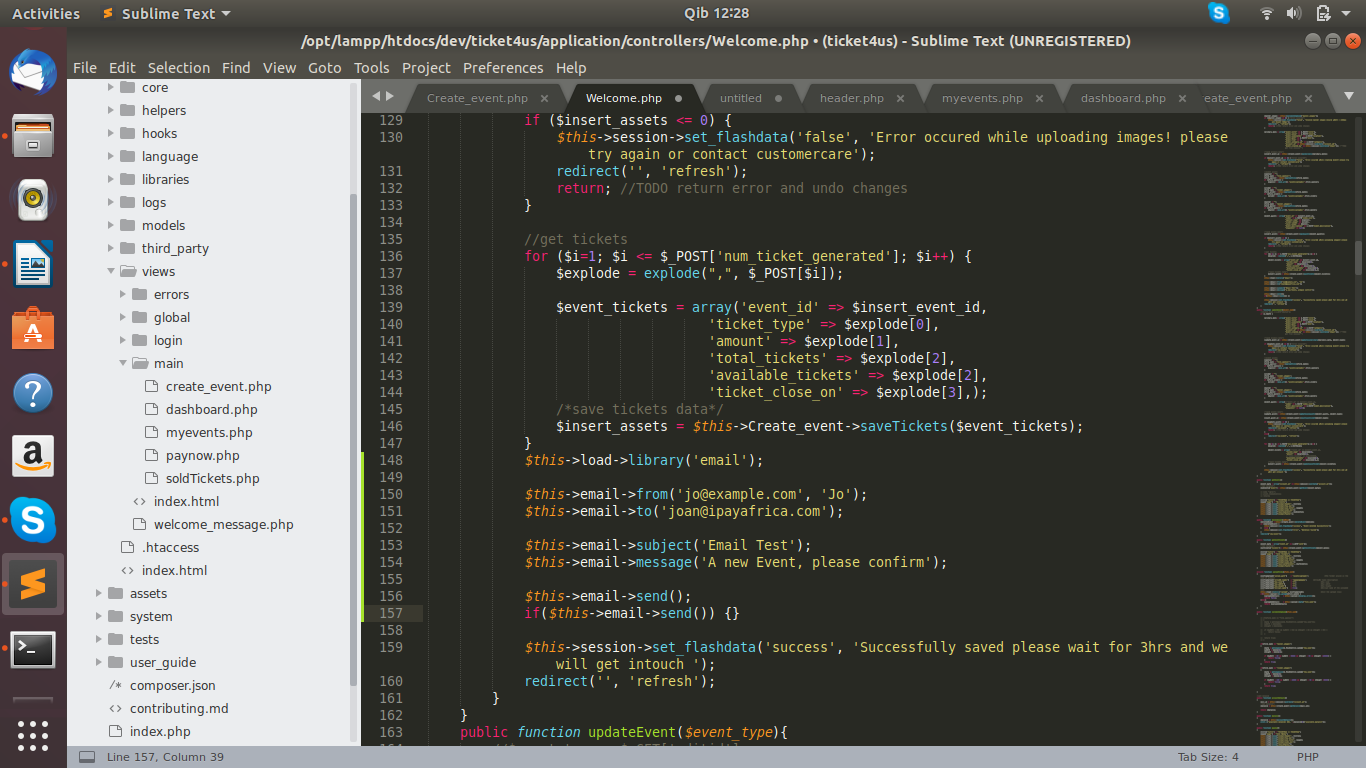 Activities
Sublime Text
Qib 12:28
/opt/lampp/htdocs/dev/ticket4us/application/controllers/Welcome.php • (ticket4us) - Sublime Text (UNREGISTERED)
File Edit Selection Find View Goto Tools Project Preferences Help
core
helpers
hooks
language
libraries
logs
models
third_party
views
errors
global
login
main
create_event.php
dashboard.php
myevents.php
paynow.php
soldTickets.php
index.html
welcome_message.php
.htaccess
index.html
assets
system
tests
user_guide
composer.json
contributing.md
index.php
Create_event.php
Welcome.php
untitled
header.php
myevents.php
dashboard.php
eate_event.php
129 if ($insert_assets <= 0) {
130 $this->session->set_flashdata('false', 'Error occured while uploading images! please
try again or contact customercare');
131 redirect('', 'refresh');
132 return; //TODO return error and undo changes
133 }
134
135 //get tickets
136 for ($i=1; $i <= $_POST['num_ticket_generated']; $i++) {
137 $explode = explode(",", $_POST[$i]);
138
139 $event_tickets = array('event_id' => $insert_event_id,
140 'ticket_type' => $explode[0],
141 'amount' => $explode[1],
142 'total_tickets' => $explode[2],
143 'available_tickets' => $explode[2],
144 'ticket_close_on' => $explode[3],);
145 /*save tickets data*/
146 $insert_assets = $this->Create_event->saveTickets($event_tickets);
147 }
148 $this->load->library('email');
149
150 $this->email->from('jo@example.com', 'Jo');
151 $this->email->to('joan@ipayafrica.com');
152
153 $this->email->subject('Email Test');
154 $this->email->message('A new Event, please confirm');
155
156 $this->email->send();
157 if($this->email->send()) {}
158
159 $this->session->set_flashdata('success', 'Successfully saved please wait for 3hrs and we
will get intouch ');
160 redirect('', 'refresh');
161 }
162 }
163 public function updateEvent($event_type){
Line 157, Column 39
Tab Size: 4
PHP